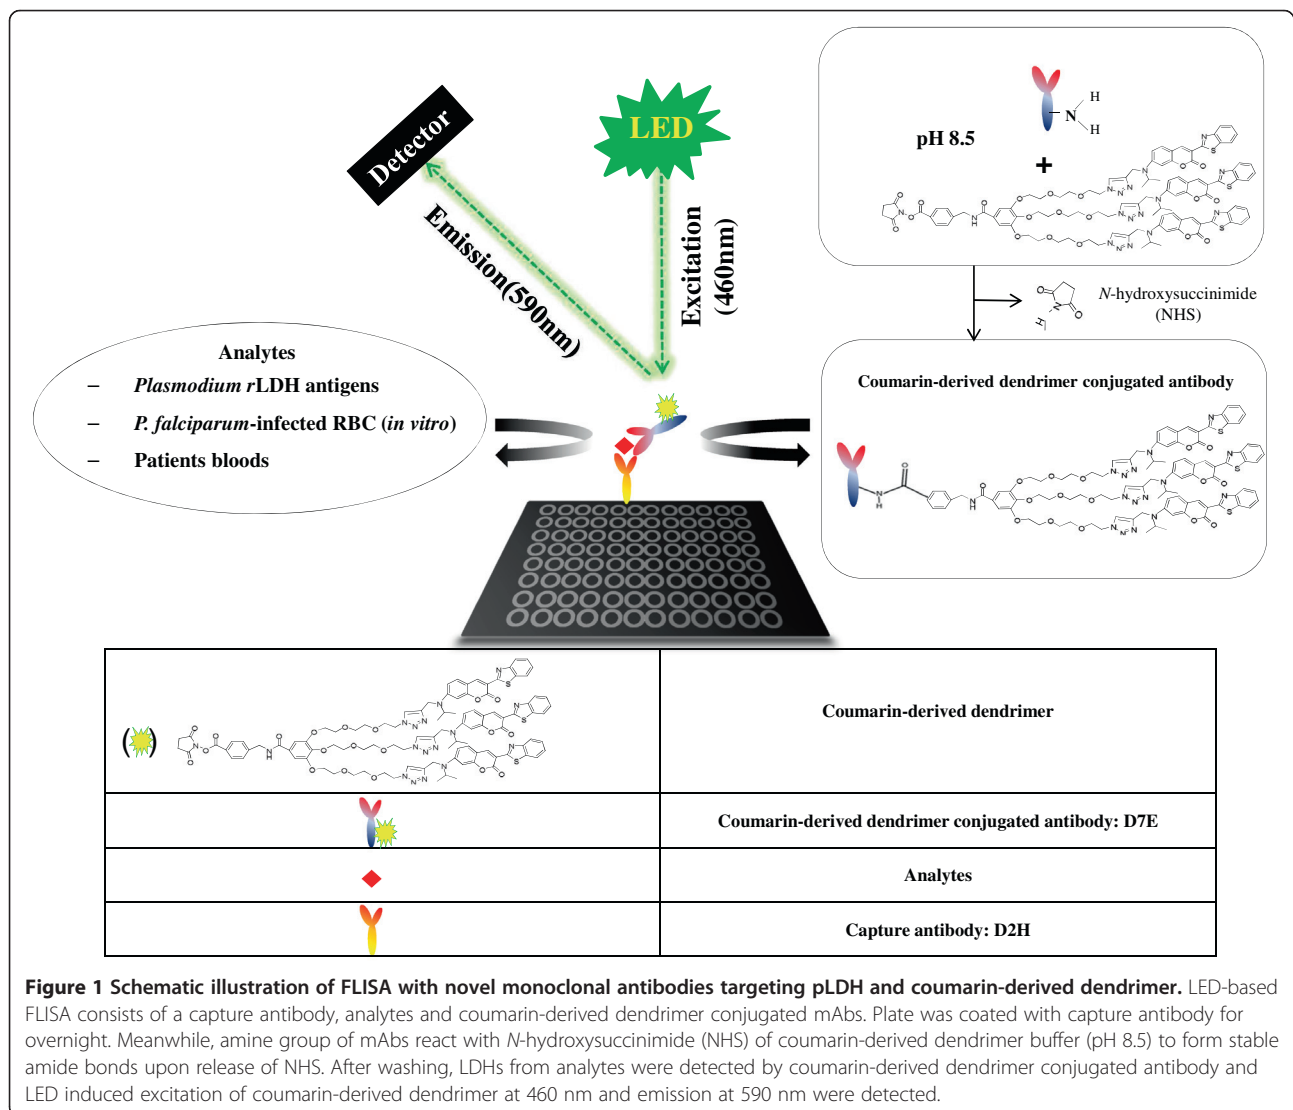 LED
Detector
Emission(590nm)
Excitation
(460nm)
pH 8.5
+
N
H
H
N-hydroxysuccinimide
(NHS)
Analytes
– Plasmodium rLDH antigens
– P. falciparum-infected RBC (in vitro)
– Patients bloods
Coumarin-derived dendrimer conjugated antibody
Coumarin-derived dendrimer
Coumarin-derived dendrimer conjugated antibody: D7E
Analytes
Capture antibody: D2H
Figure 1 Schematic illustration of FLISA with novel monoclonal antibodies targeting pLDH and coumarin-derived dendrimer. LED-based
FLISA consists of a capture antibody, analytes and coumarin-derived dendrimer conjugated mAbs. Plate was coated with capture antibody for
overnight. Meanwhile, amine group of mAbs react with N-hydroxysuccinimide (NHS) of coumarin-derived dendrimer buffer (pH 8.5) to form stable
amide bonds upon release of NHS. After washing, LDHs from analytes were detected by coumarin-derived dendrimer conjugated antibody and
LED induced excitation of coumarin-derived dendrimer at 460 nm and emission at 590 nm were detected.